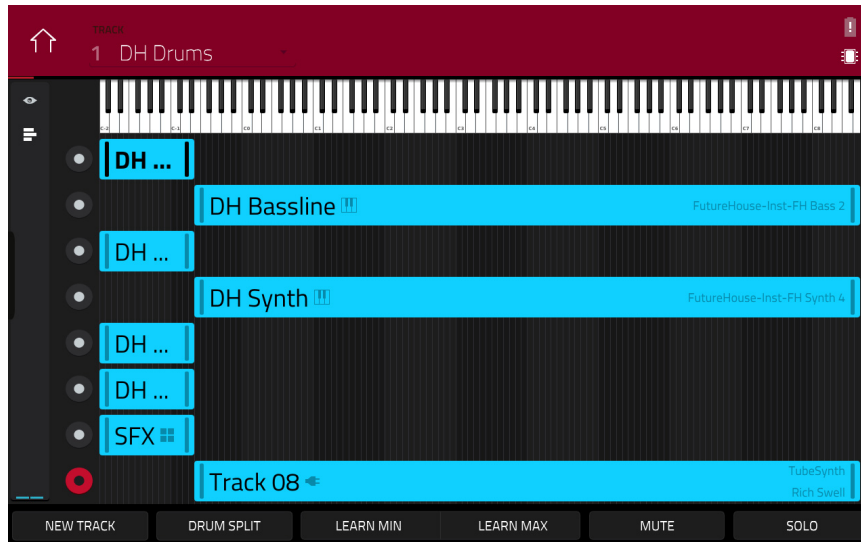 TRACK
1 DH Drums
C-2 C-1 C0 C1 C2 C3 C4 C5 C6 C7 C8
DH ...
DH Bassline FutureHouse-Inst-FH Bass 2
DH ...
DH Synth FutureHouse-Inst-FH Synth 4
DH ...
DH ...
SFX
Track 08 TubeSynth
Rich Swell
NEW TRACK DRUM SPLIT LEARN MIN LEARN MAX MUTE SOLO